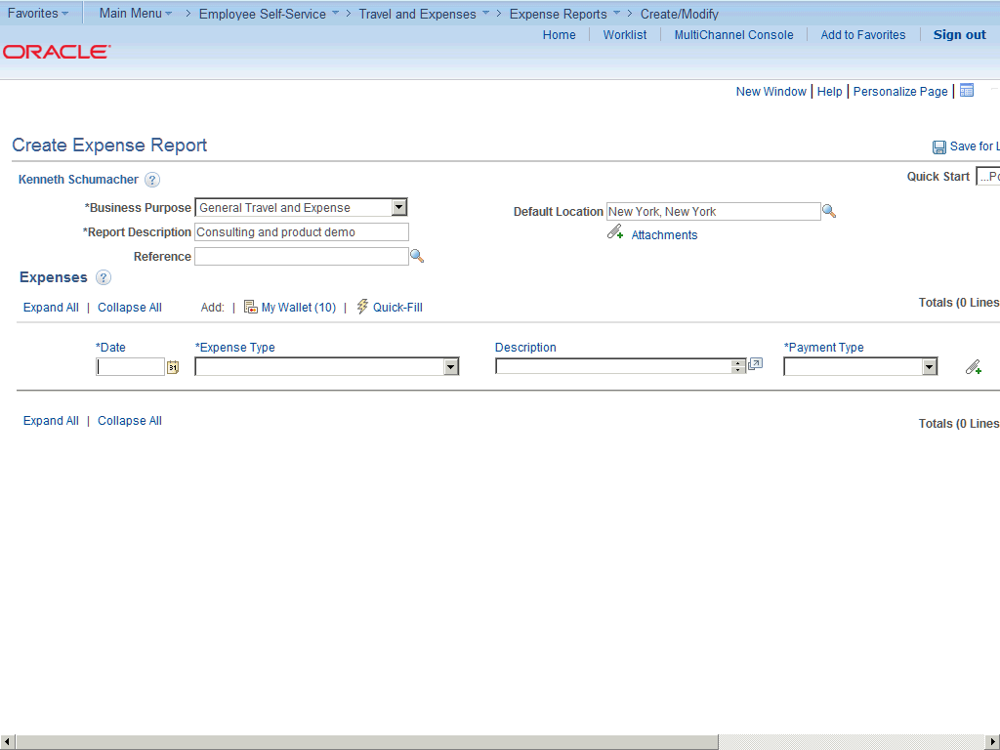 Favorites Main Menu > Employee Self-Service > Travel and Expenses > Expense Reports > Create/Modify
Home Worklist MultiChannel Console Add to Favorites Sign out
ORACLE
New Window | Help | Personalize Page |
Create Expense Report
Save for L
Kenneth Schumacher ?
Quick Start ...Po
*Business Purpose General Travel and Expense
Default Location New York, New York
*Report Description Consulting and product demo
Attachments
Reference
Expenses ?
Expand All | Collapse All Add: | My Wallet (10) | Quick-Fill
Totals (0 Lines
*Date *Expense Type Description *Payment Type
31
Expand All | Collapse All
Totals (0 Lines